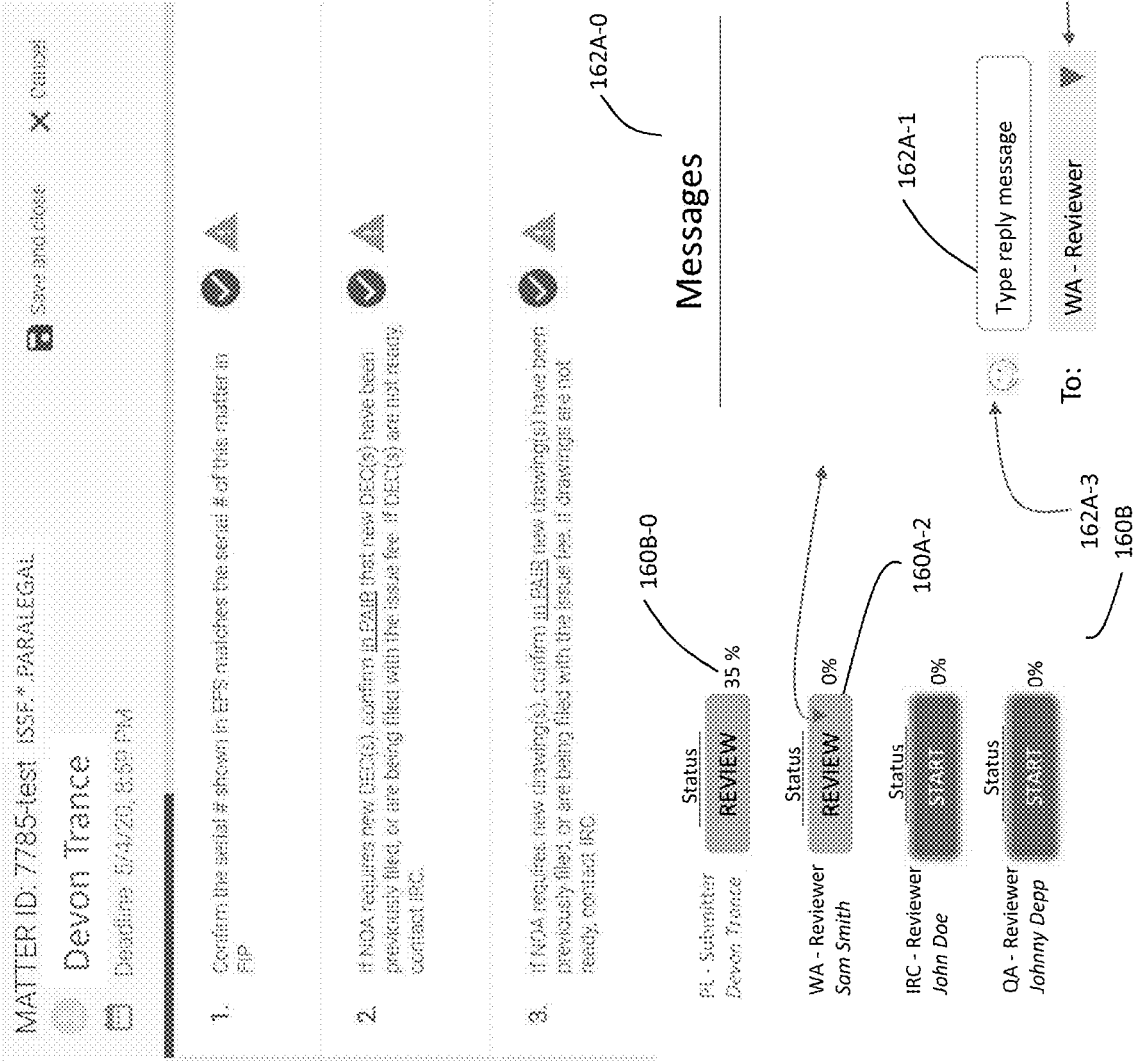 MATTER ID: 7785-test ISSF.*.PARALEGAL
Devon Trance
Deadline 5/4/20, 8:59 PM
Save and close
X Cancel
1. Confirm the serial # shown in EFS matches the serial # of this matter in
FIP
2. If NOA requires new DEC(s), confirm in PAIR that new DEC(s) have been
previously filed, or are being filed with the issue fee. If DEC(s) are not ready,
contact IRC.
3. If NOA requires new drawing(s), confirm in PAIR new drawing(s) have been
previously filed, or are being filed with the issue fee. If drawings are not
ready, contact IRC
Status
PL - Submitter
Devon Trance
REVIEW
35 %
160B-0
Status
WA - Reviewer
Sam Smith
REVIEW
0%
160A-2
Status
IRC - Reviewer
John Doe
START
0%
Status
QA - Reviewer
Johnny Depp
START
0%
160B
Messages
162A-0
162A-1
Type reply message
162A-3
To:
WA - Reviewer